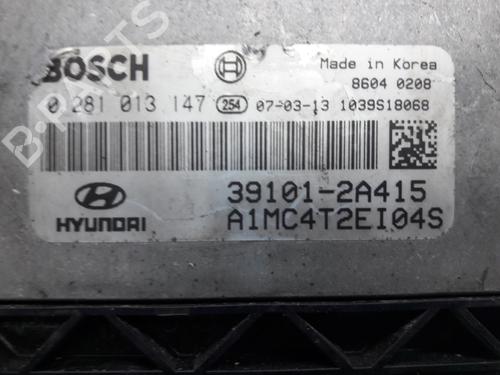 BOSCH
Made in Korea
8604 0208
0 281 013 147 254 07-03-13 1039S18068
39101-2A415
HYUNDAI
A1MC4T2EI04S
B-PARTS